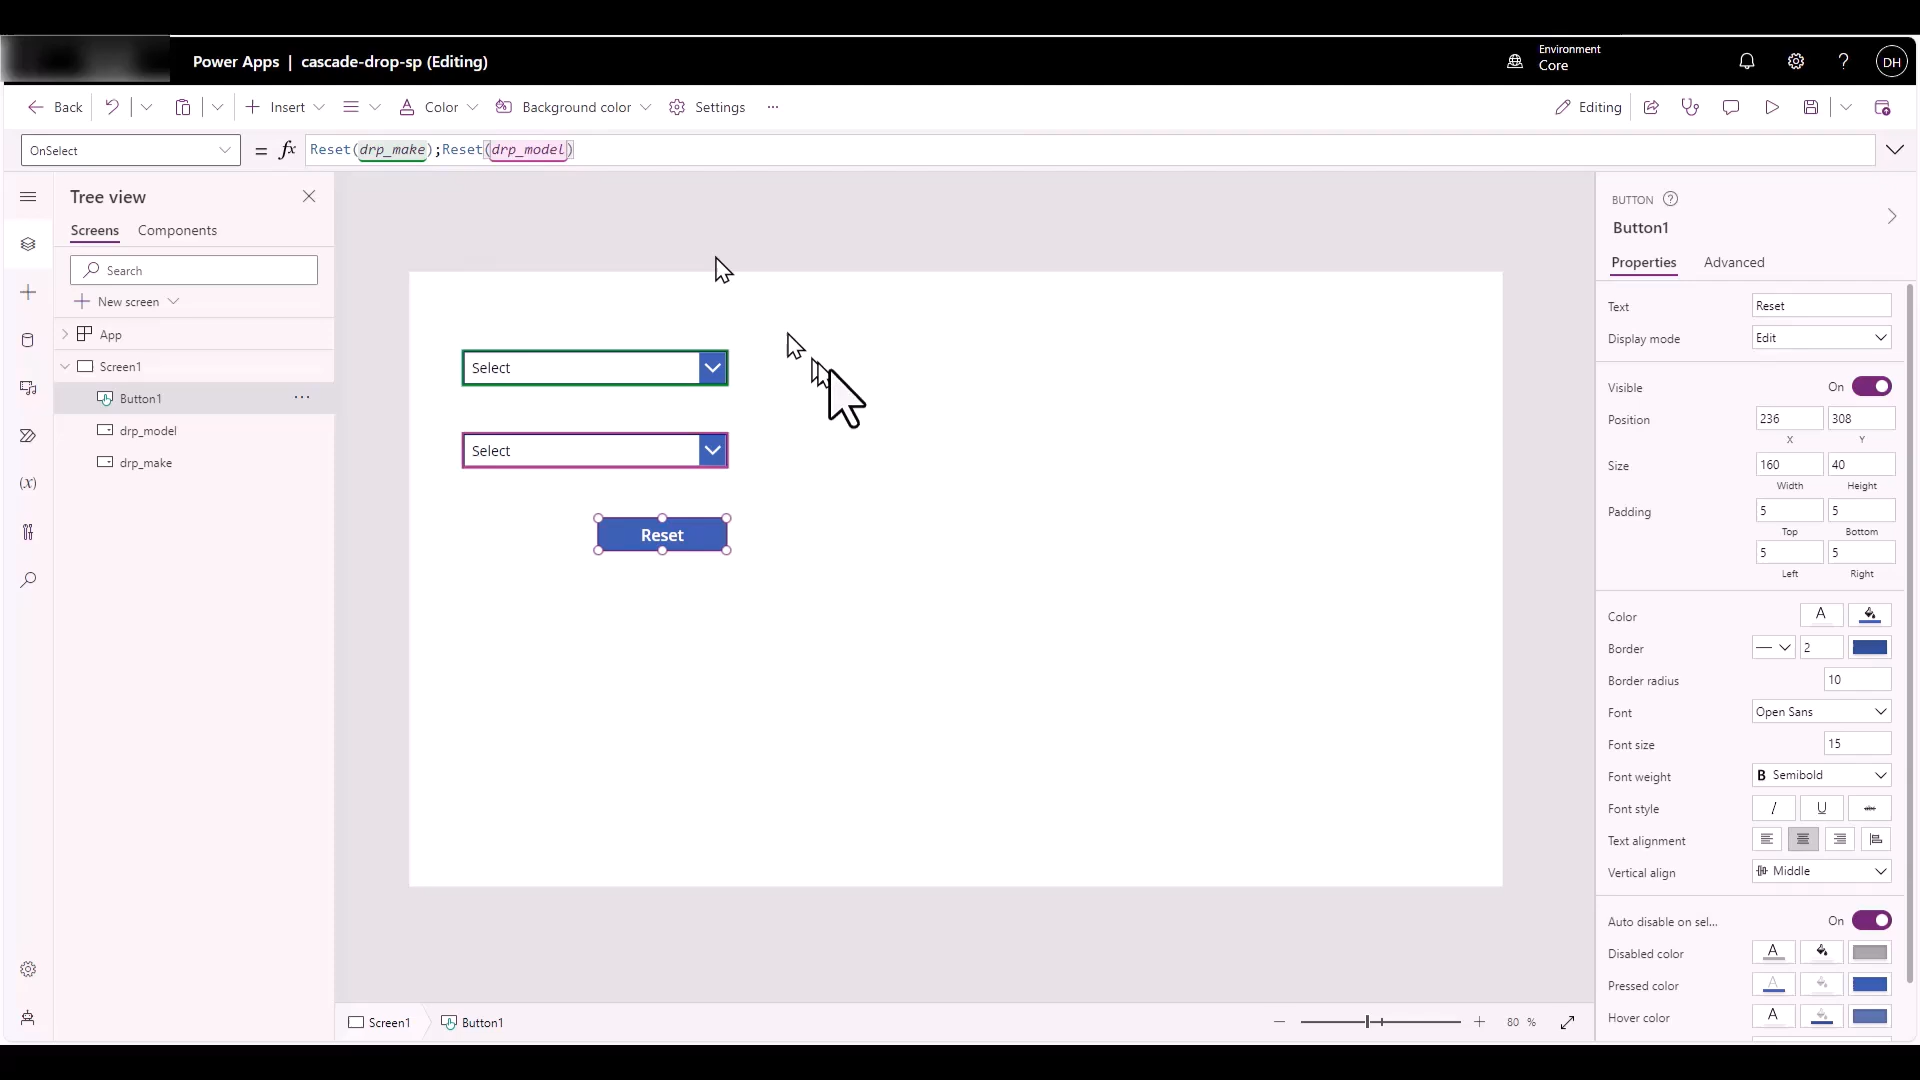 Power Apps | cascade-drop-sp (Editing)
Environment
Core
DH
Back
Insert
Color
Background color
Settings
Editing
OnSelect
= fx Reset(drp_make);Reset(drp_model)
Tree view
Screens Components
Search
New screen
App
Screen1
Button1
drp_model
drp_make
Select
Select
Reset
BUTTON
Button1
Properties Advanced
Text Reset
Display mode Edit
Visible On
Position 236 308
X Y
Size 160 40
Width Height
Padding 5 5
Top Bottom
5 5
Left Right
Color A
Border 2
Border radius 10
Font Open Sans
Font size 15
Font weight B Semibold
Font style / U abc
Text alignment
Vertical align Middle
Auto disable on sel... On
Disabled color A
Pressed color A
Hover color A
Screen1 Button1
80 %